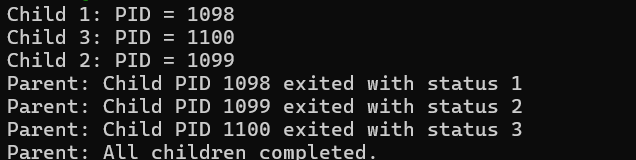 Child 1: PID = 1098
Child 3: PID = 1100
Child 2: PID = 1099
Parent: Child PID 1098 exited with status 1
Parent: Child PID 1099 exited with status 2
Parent: Child PID 1100 exited with status 3
Parent: All children completed.